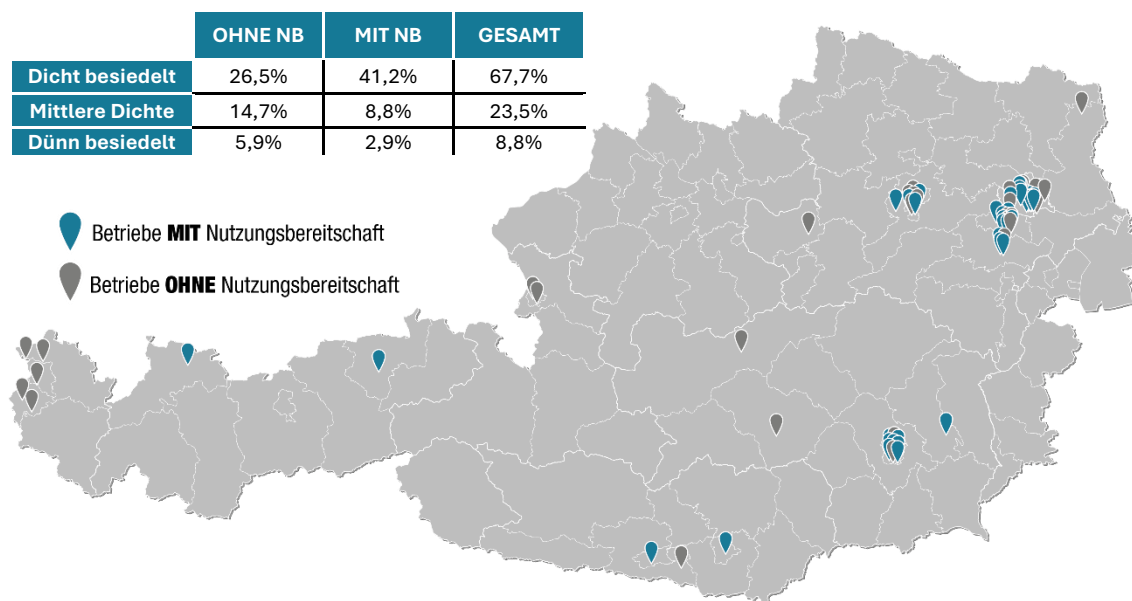 OHNE NB MIT NB GESAMT
Dicht besiedelt 26,5% 41,2% 67,7%
Mittlere Dichte 14,7% 8,8% 23,5%
Dünn besiedelt 5,9% 2,9% 8,8%
Betriebe MIT Nutzungsbereitschaft
Betriebe OHNE Nutzungsbereitschaft